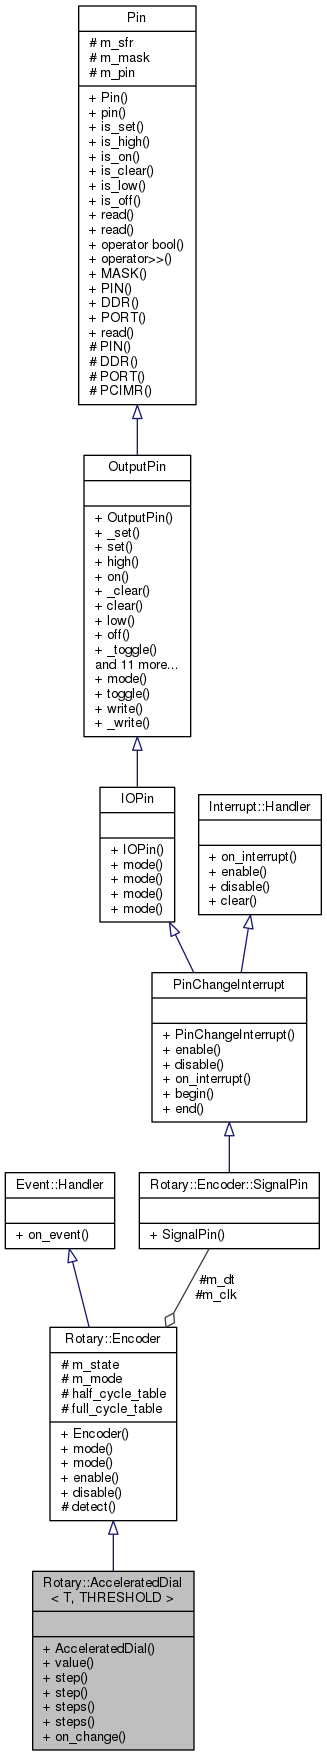 Pin
# m_sfr
# m_mask
# m_pin
+ Pin()
+ pin()
+ is_set()
+ is_high()
+ is_on()
+ is_clear()
+ is_low()
+ is_off()
+ read()
+ read()
+ operator bool()
+ operator>>()
+ MASK()
+ PIN()
+ DDR()
+ PORT()
+ read()
# PIN()
# DDR()
# PORT()
# PCIMR()
OutputPin
+ OutputPin()
+ _set()
+ set()
+ high()
+ on()
+ _clear()
+ clear()
+ low()
+ off()
+ _toggle()
and 11 more...
+ mode()
+ toggle()
+ write()
+ _write()
IOPin
+ IOPin()
+ mode()
+ mode()
+ mode()
+ mode()
Interrupt::Handler
+ on_interrupt()
+ enable()
+ disable()
+ clear()
PinChangeInterrupt
+ PinChangeInterrupt()
+ enable()
+ disable()
+ on_interrupt()
+ begin()
+ end()
Event::Handler
+ on_event()
Rotary::Encoder::SignalPin
+ SignalPin()
#m_dt
#m_clk
Rotary::Encoder
# m_state
# m_mode
# half_cycle_table
# full_cycle_table
+ Encoder()
+ mode()
+ mode()
+ enable()
+ disable()
# detect()
Rotary::AcceleratedDial
< T, THRESHOLD >
+ AcceleratedDial()
+ value()
+ step()
+ step()
+ steps()
+ steps()
+ on_change()